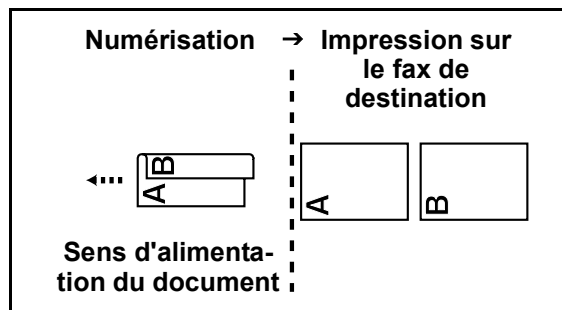 Numérisation → Impression sur
le fax de
destination
A B
A
B
Sens d'alimenta-
tion du document